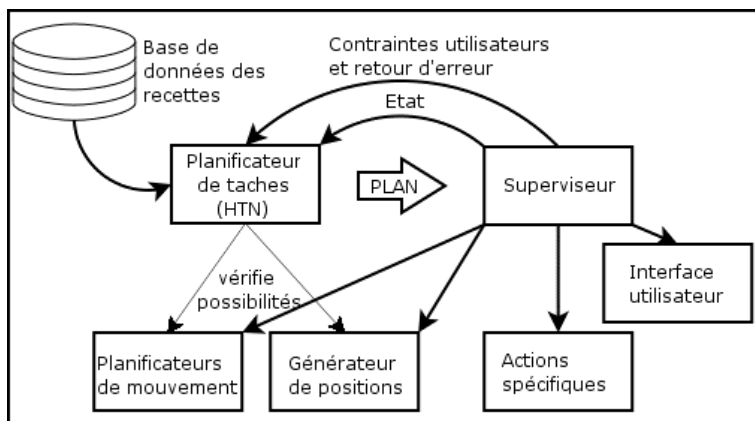 Base de
données des
recettes
Contraintes utilisateurs
et retour d'erreur
Etat
Planificateur
de taches
(HTN)
PLAN
Superviseur
vérifie
possibilités
Interface
utilisateur
Planificateurs
de mouvement
Générateur
de positions
Actions
spécifiques